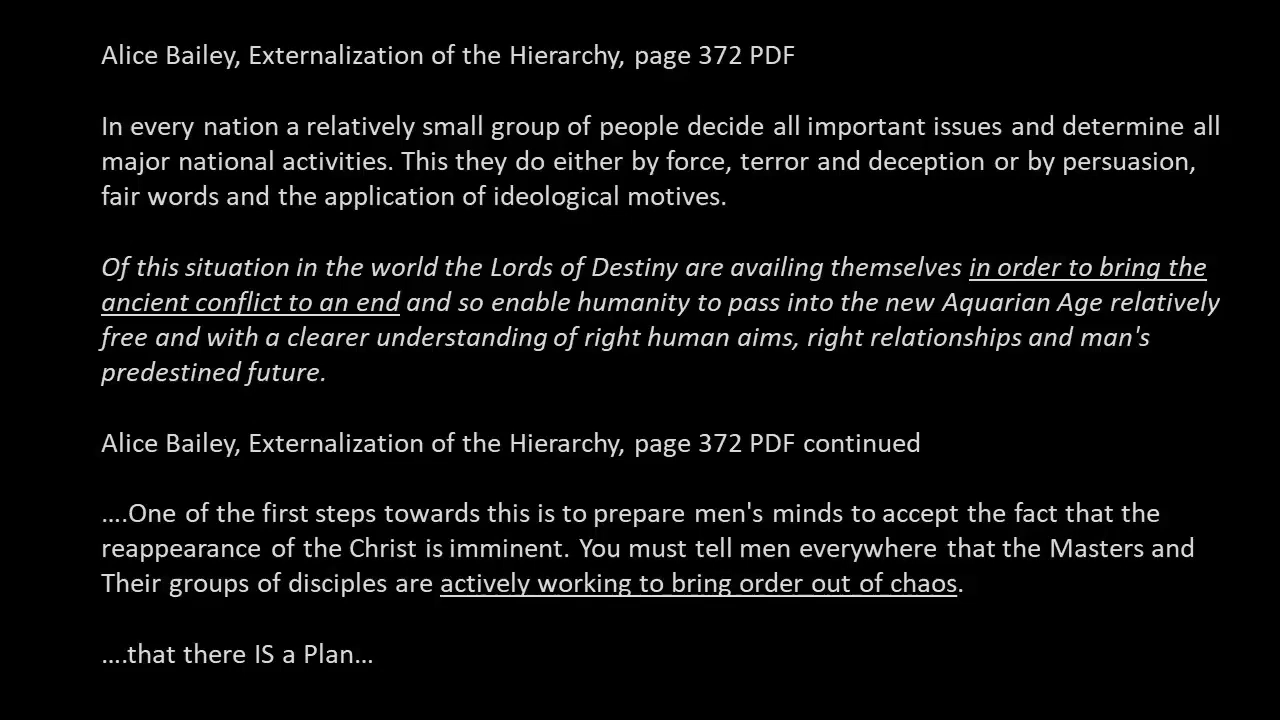 Alice Bailey, Externalization of the Hierarchy, page 372 PDF
In every nation a relatively small group of people decide all important issues and determine all
major national activities. This they do either by force, terror and deception or by persuasion,
fair words and the application of ideological motives.
Of this situation in the world the Lords of Destiny are availing themselves in order to bring the
ancient conflict to an end and so enable humanity to pass into the new Aquarian Age relatively
free and with a clearer understanding of right human aims, right relationships and man's
predestined future.
Alice Bailey, Externalization of the Hierarchy, page 372 PDF continued
….One of the first steps towards this is to prepare men's minds to accept the fact that the
reappearance of the Christ is imminent. You must tell men everywhere that the Masters and
Their groups of disciples are actively working to bring order out of chaos.
….that there IS a Plan…